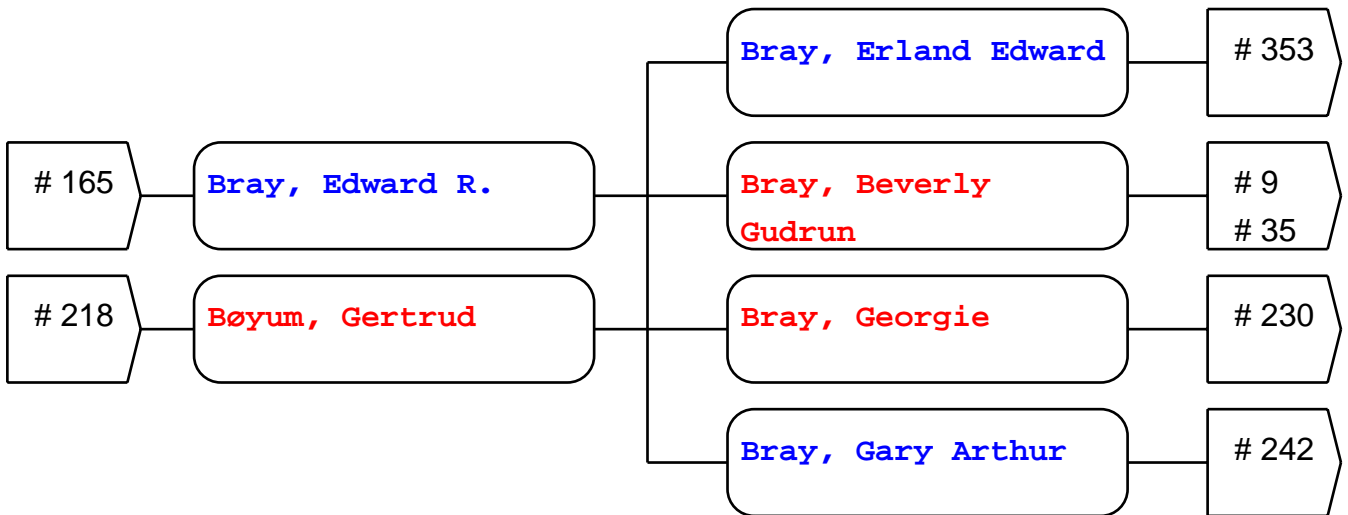 Bray, Erland Edward
# 353
# 165
Bray, Edward R.
Bray, Beverly
Gudrun
# 9
# 35
# 218
Bøyum, Gertrud
Bray, Georgie
# 230
Bray, Gary Arthur
# 242